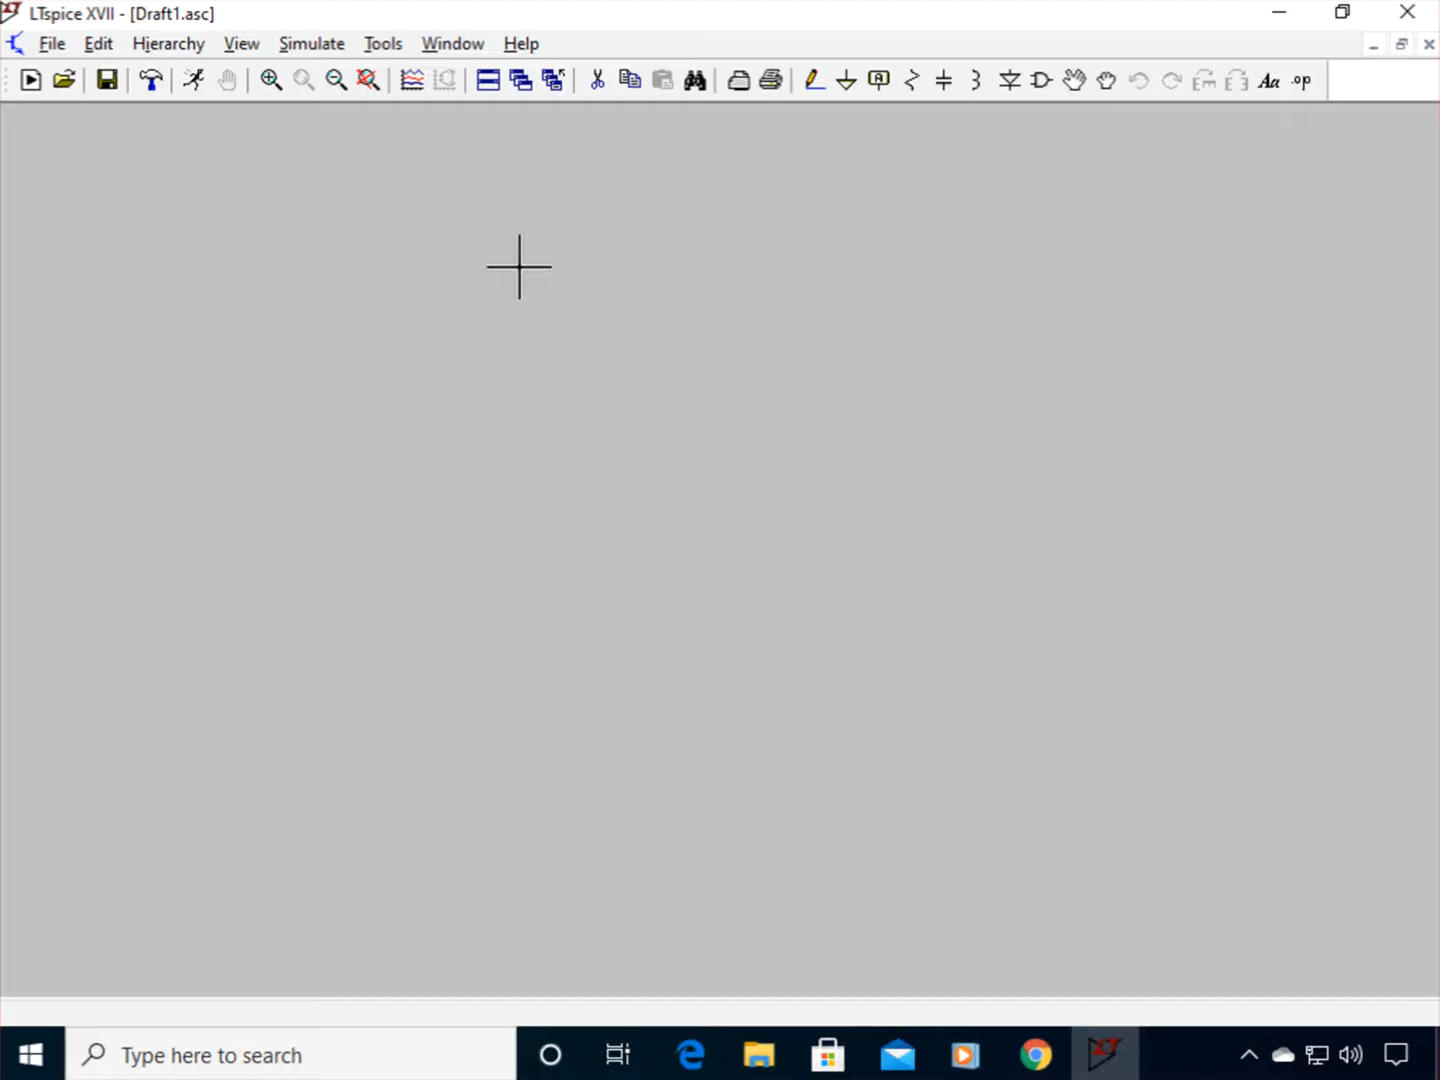 LTspice XVII - [Draft1.asc]
File Edit Hierarchy View Simulate Tools Window Help
Aa .op
Type here to search